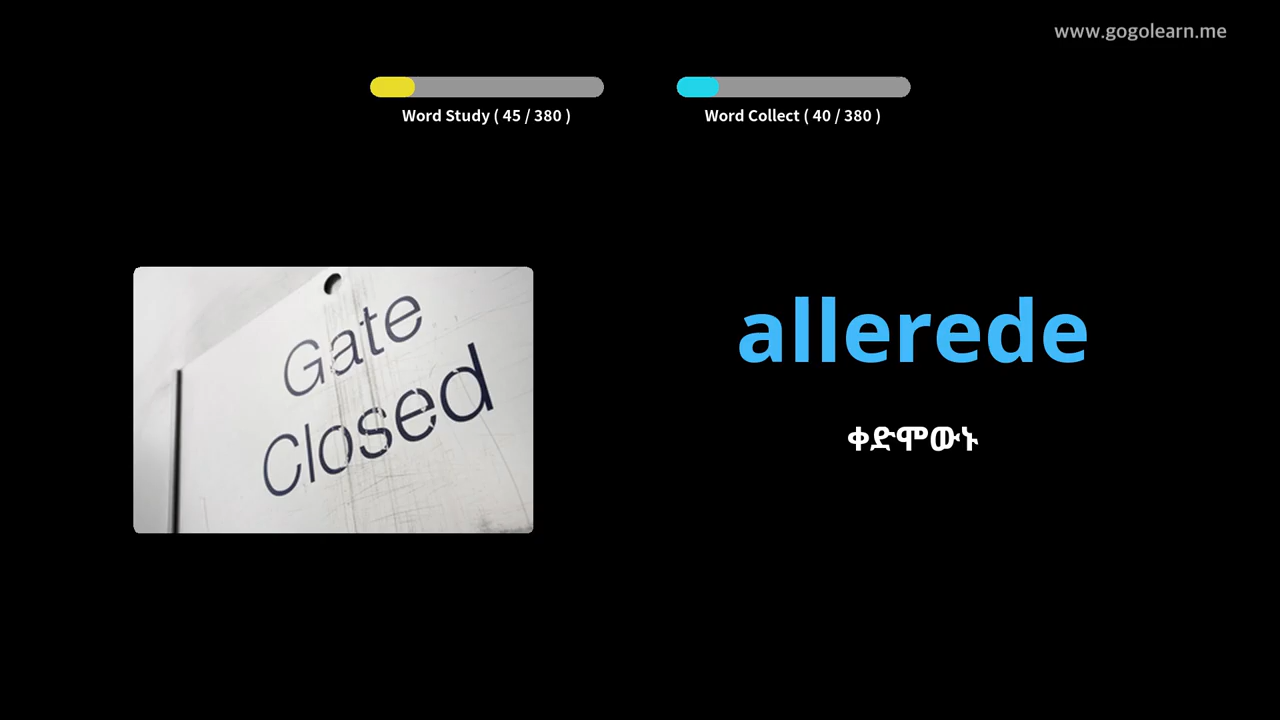 www.gogolearn.me
Word Study ( 45 / 380 )
Word Collect ( 40 / 380 )
Gate
Closed
allerede
ቀድሞውኑ